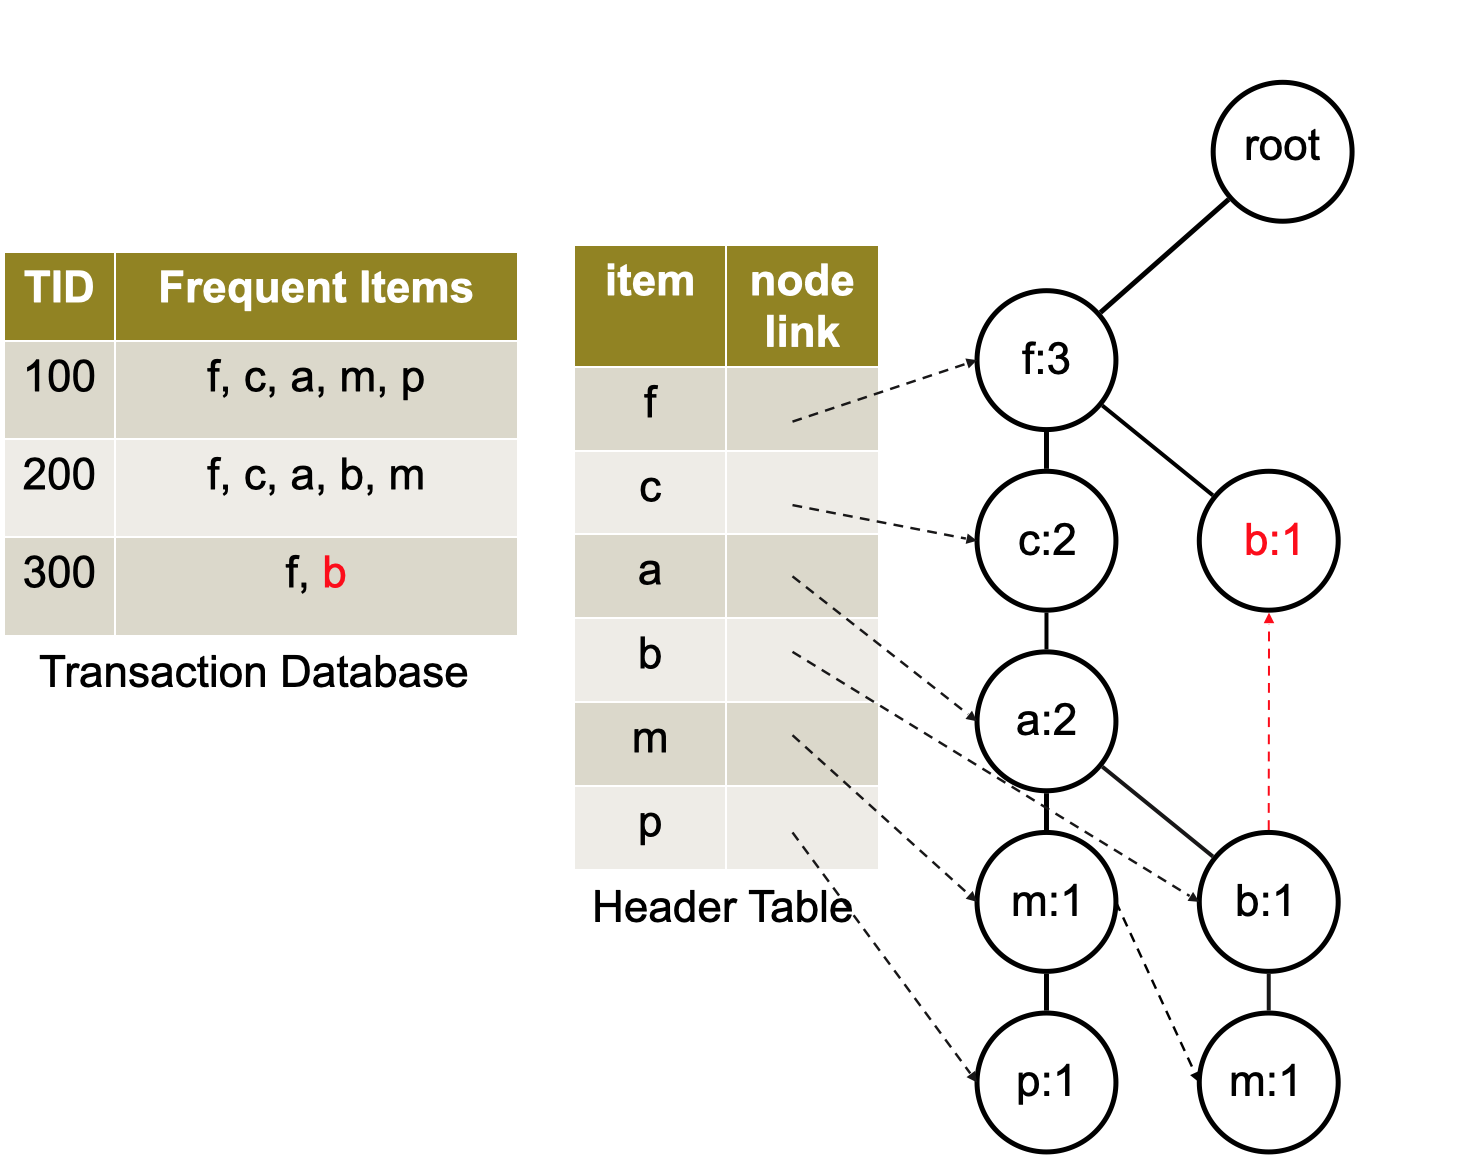 TID Frequent Items
100 f, c, a, m, p
200 f, c, a, b, m
300 f, b
Transaction Database
item node
link
f
c
a
b
m
p
Header Table
root
f:3
c:2 b:1
a:2
m:1 b:1
p:1 m:1